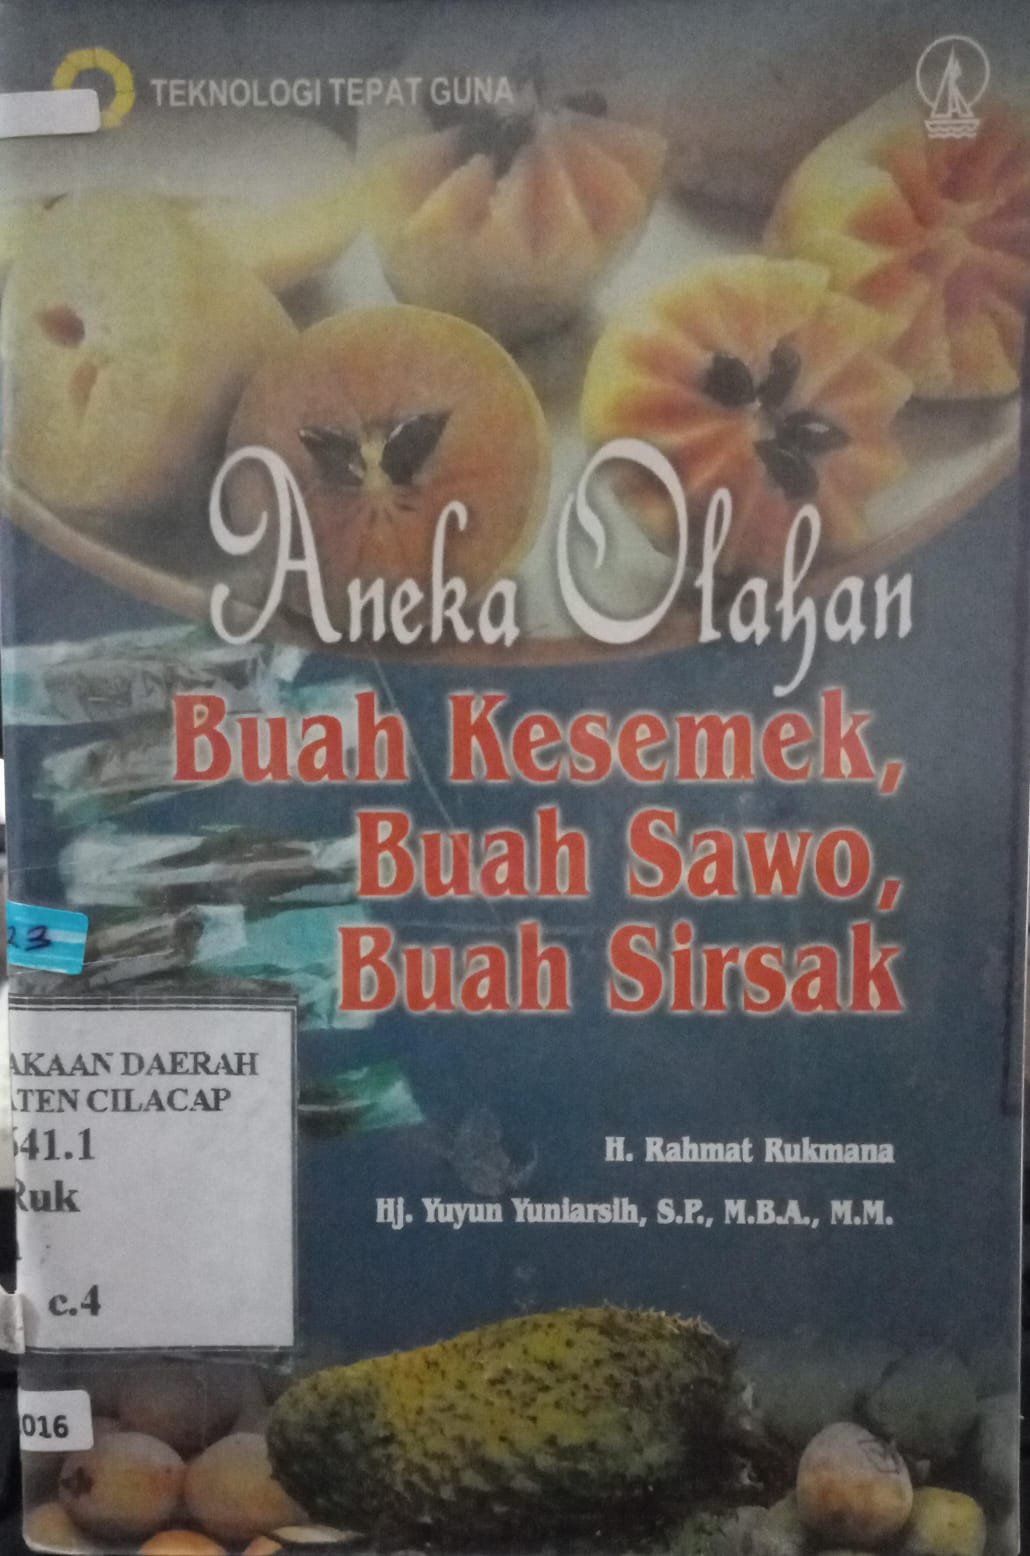 TEKNOLOGI TEPAT GUNA
Aneka Olahan
Buah Kesemek,
Buah Sawo,
Buah Sirsak
23
AKAAN DAERAH
ATEN CILACAP
641.1
Ruk
c.4
H. Rahmat Rukmana
Hj. Yuyun Yuniarsih, S.P., M.B.A., M.M.
016